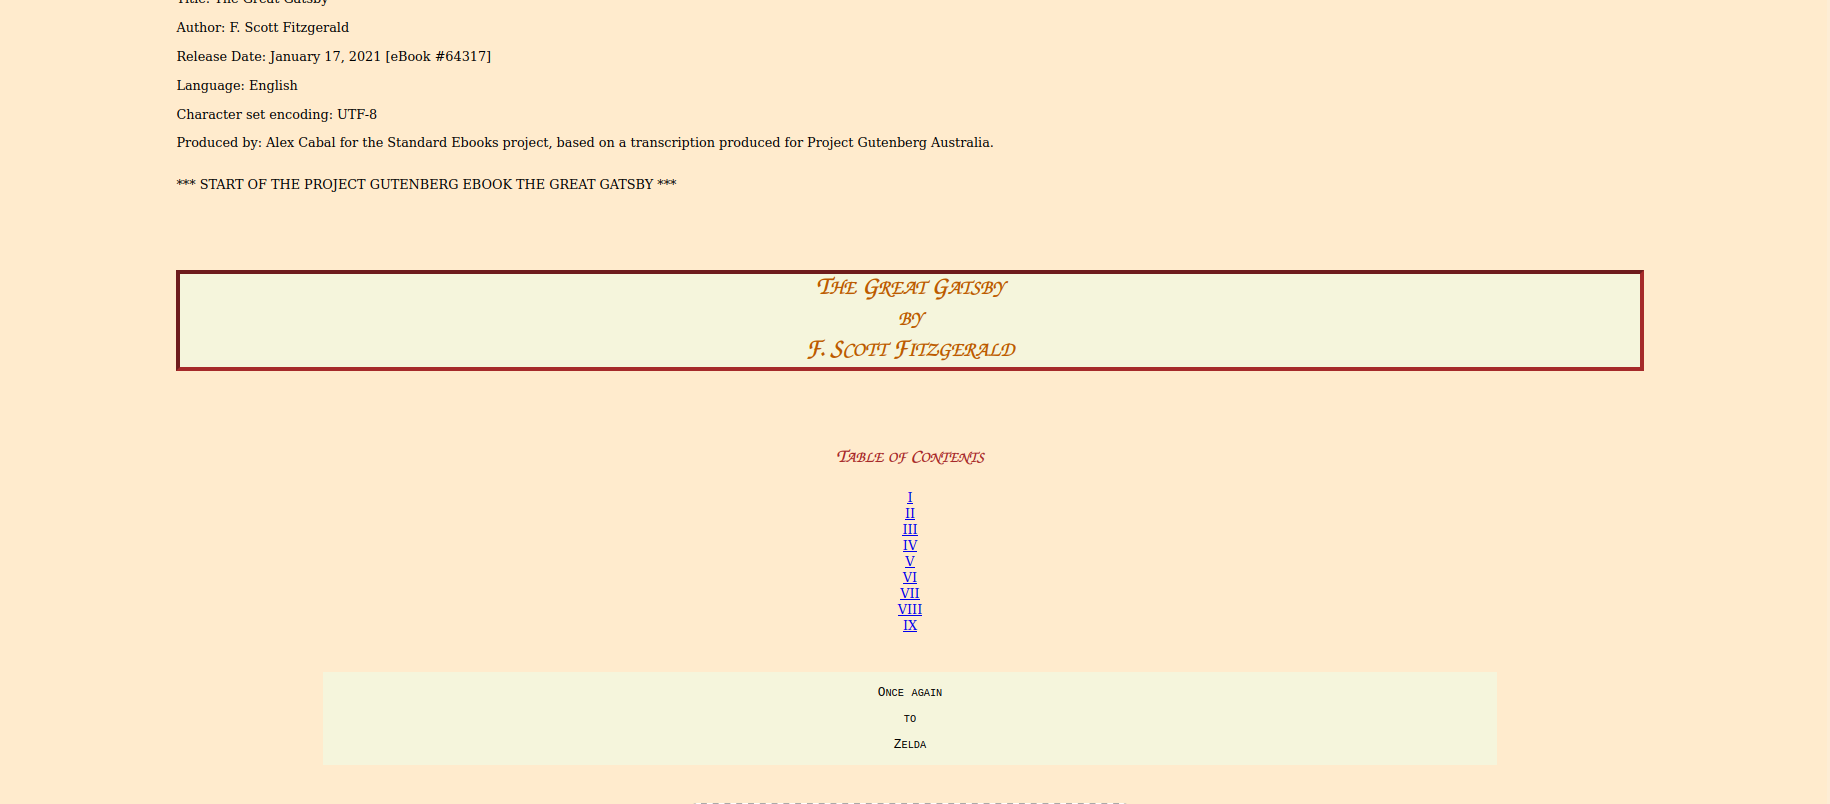 Title: The Great Gatsby
Author: F. Scott Fitzgerald
Release Date: January 17, 2021 [eBook #64317]
Language: English
Character set encoding: UTF-8
Produced by: Alex Cabal for the Standard Ebooks project, based on a transcription produced for Project Gutenberg Australia.
*** START OF THE PROJECT GUTENBERG EBOOK THE GREAT GATSBY ***
The Great Gatsby
by
F. Scott Fitzgerald
Table of Contents
I
II
III
IV
V
VI
VII
VIII
IX
Once again
to
Zelda